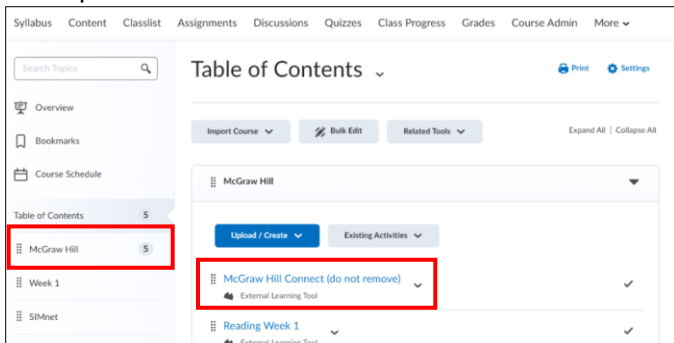 Syllabus Content Classlist Assignments Discussions Quizzes Class Progress Grades Course Admin More
Search Topics
Table of Contents
Print Settings
Overview
Bookmarks
Import Course Bulk Edit Related Tools
Expand All | Collapse All
Course Schedule
McGraw Hill
Table of Contents 5
Upload / Create Existing Activities
McGraw Hill 5
McGraw Hill Connect (do not remove)
External Learning Tool
Week 1
SIMnet
Reading Week 1
External Learning Tool